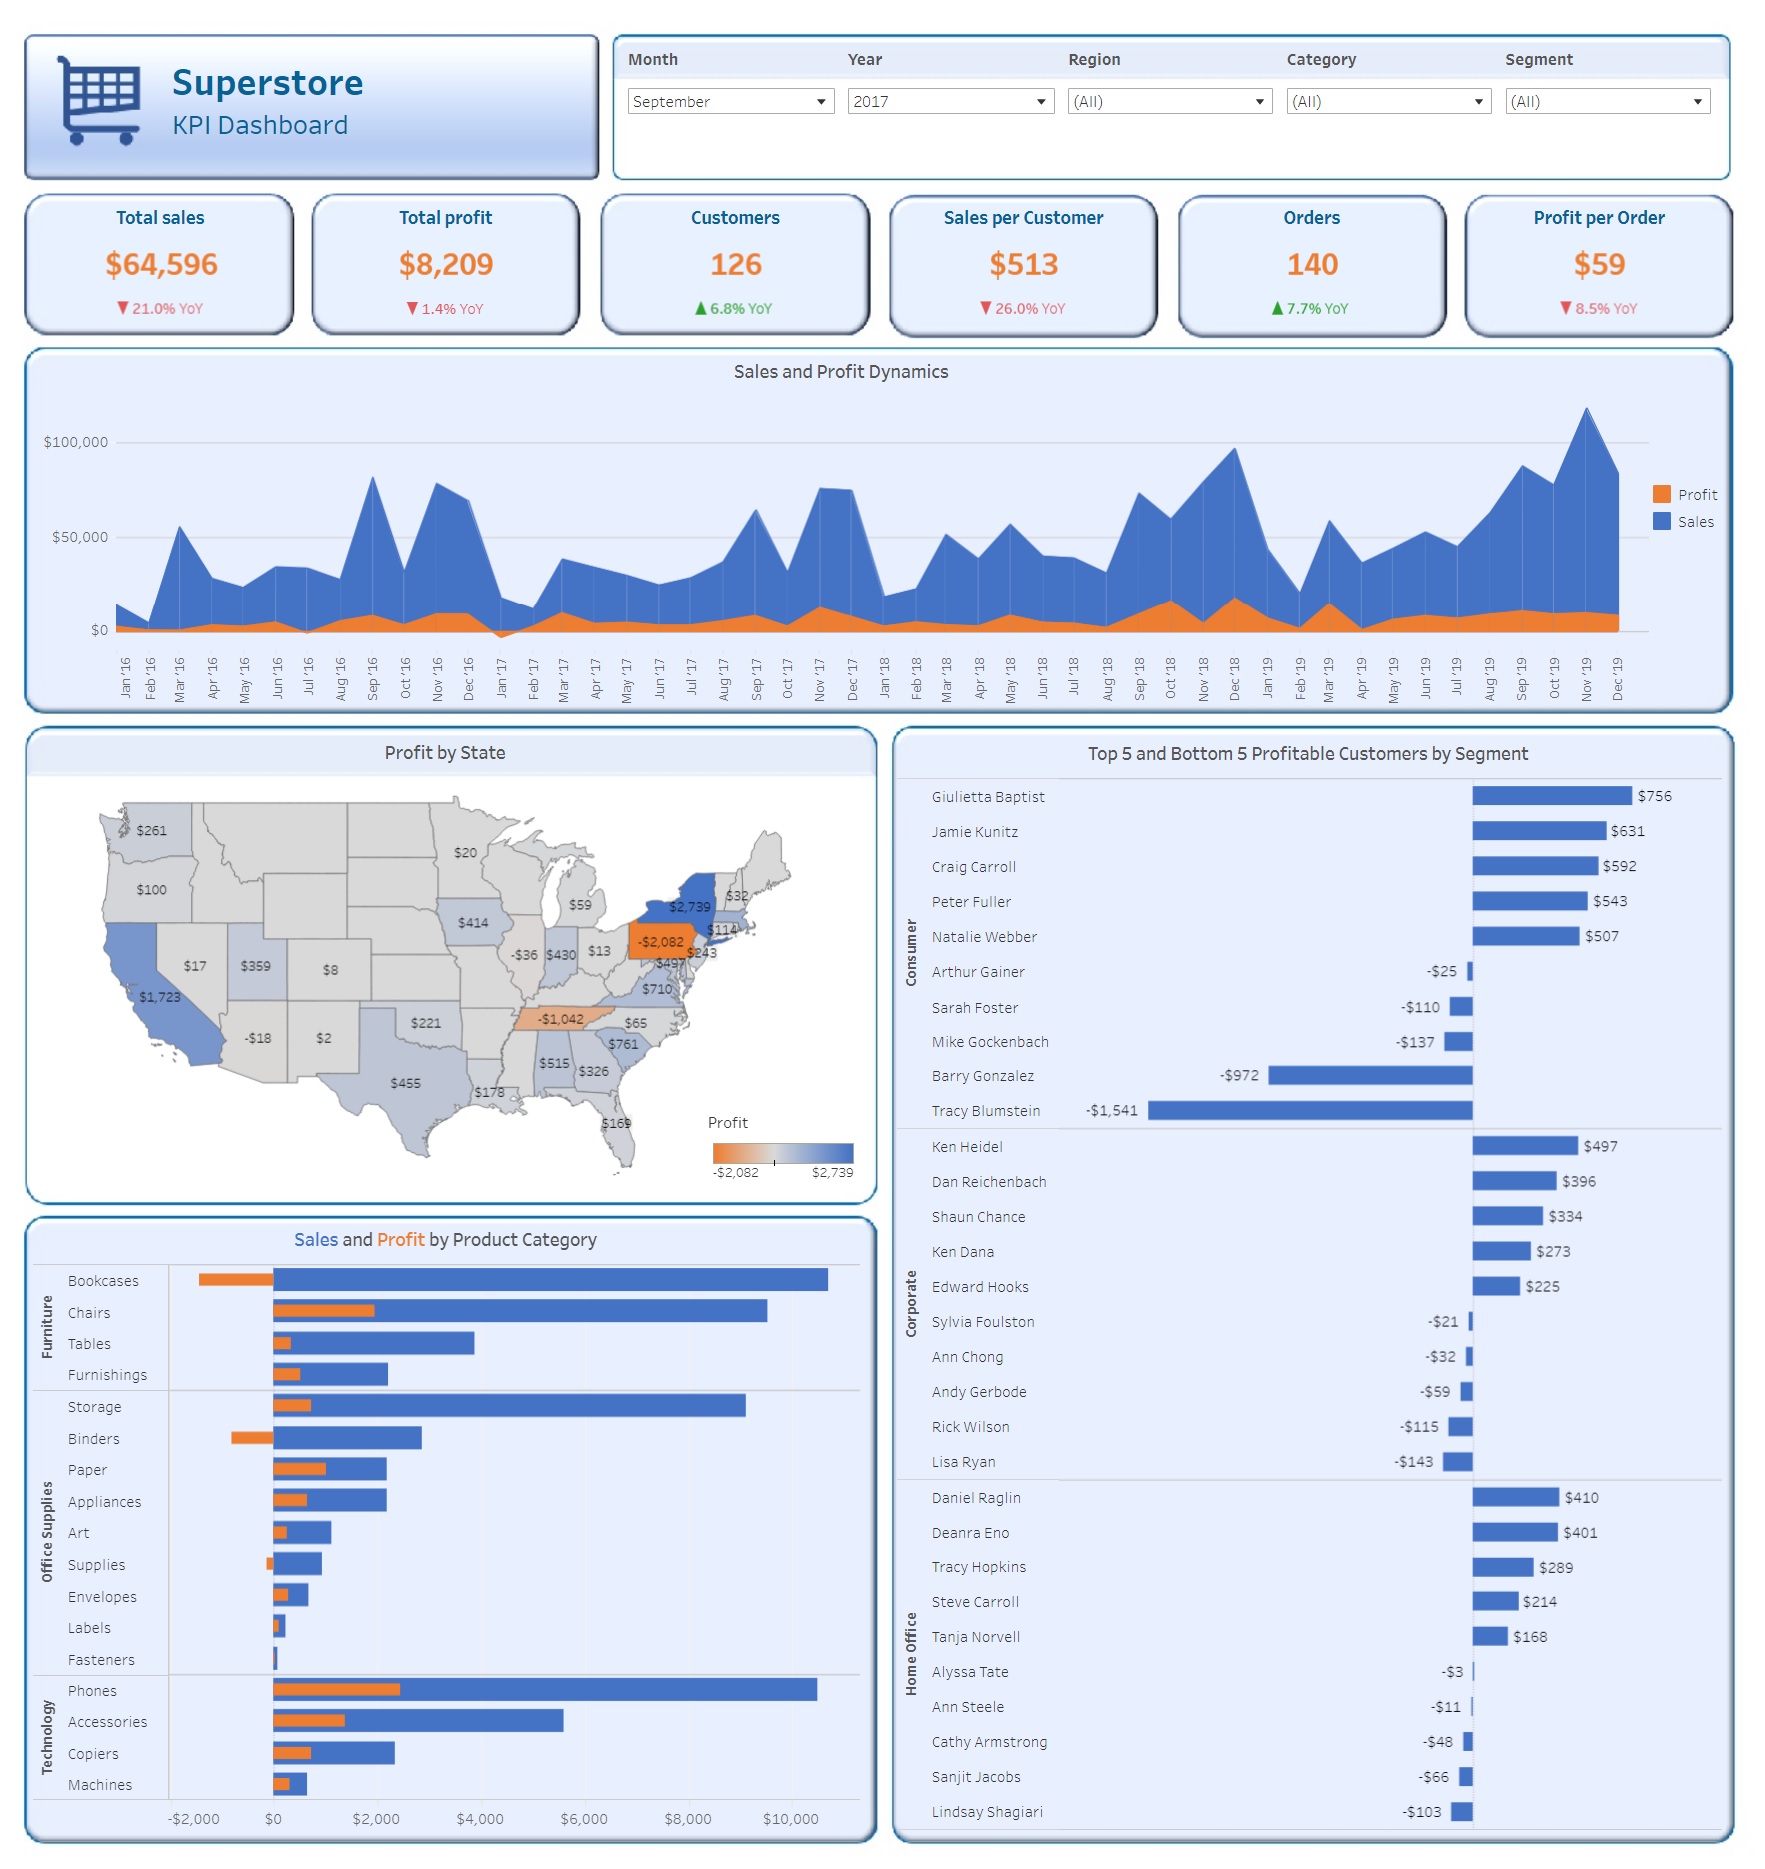 Superstore
KPI Dashboard
Month Year Region Category Segment
September 2017 (All) (All) (All)
Total sales Total profit Customers Sales per Customer Orders Profit per Order
$64,596 $8,209 126 $513 140 $59
▼ 21.0% YoY ▼ 1.4% YoY ▲ 6.8% YoY ▼ 26.0% YoY ▲ 7.7% YoY ▼ 8.5% YoY
Sales and Profit Dynamics
$100,000
$50,000
$0
Profit
Sales
Jan '16 Feb '16 Mar '16 Apr '16 May '16 Jun '16 Jul '16 Aug '16 Sep '16 Oct '16 Nov '16 Dec '16 Jan '17 Feb '17 Mar '17 Apr '17 May '17 Jun '17 Jul '17 Aug '17 Sep '17 Oct '17 Nov '17 Dec '17 Jan '18 Feb '18 Mar '18 Apr '18 May '18 Jun '18 Jul '18 Aug '18 Sep '18 Oct '18 Nov '18 Dec '18 Jan '19 Feb '19 Mar '19 Apr '19 May '19 Jun '19 Jul '19 Aug '19 Sep '19 Oct '19 Nov '19 Dec '19
Profit by State
$261
$20
$100
$32
$59
$2,739
$414
$114
-$2,082
$13
$243
-$36
$430
$497
$17
$359
$8
$710
$1,723
-$1,042
$65
$221
-$18
$2
$761
$515
$326
$455
$178
$169
Profit
-$2,082 $2,739
Sales and Profit by Product Category
Furniture
Bookcases
Chairs
Tables
Furnishings
Office Supplies
Storage
Binders
Paper
Appliances
Art
Supplies
Envelopes
Labels
Fasteners
Technology
Phones
Accessories
Copiers
Machines
-$2,000 $0 $2,000 $4,000 $6,000 $8,000 $10,000
Top 5 and Bottom 5 Profitable Customers by Segment
Consumer
Giulietta Baptist $756
Jamie Kunitz $631
Craig Carroll $592
Peter Fuller $543
Natalie Webber $507
Arthur Gainer -$25
Sarah Foster -$110
Mike Gockenbach -$137
Barry Gonzalez -$972
Tracy Blumstein -$1,541
Corporate
Ken Heidel $497
Dan Reichenbach $396
Shaun Chance $334
Ken Dana $273
Edward Hooks $225
Sylvia Foulston -$21
Ann Chong -$32
Andy Gerbode -$59
Rick Wilson -$115
Lisa Ryan -$143
Home Office
Daniel Raglin $410
Deanra Eno $401
Tracy Hopkins $289
Steve Carroll $214
Tanja Norvell $168
Alyssa Tate -$3
Ann Steele -$11
Cathy Armstrong -$48
Sanjit Jacobs -$66
Lindsay Shagiari -$103